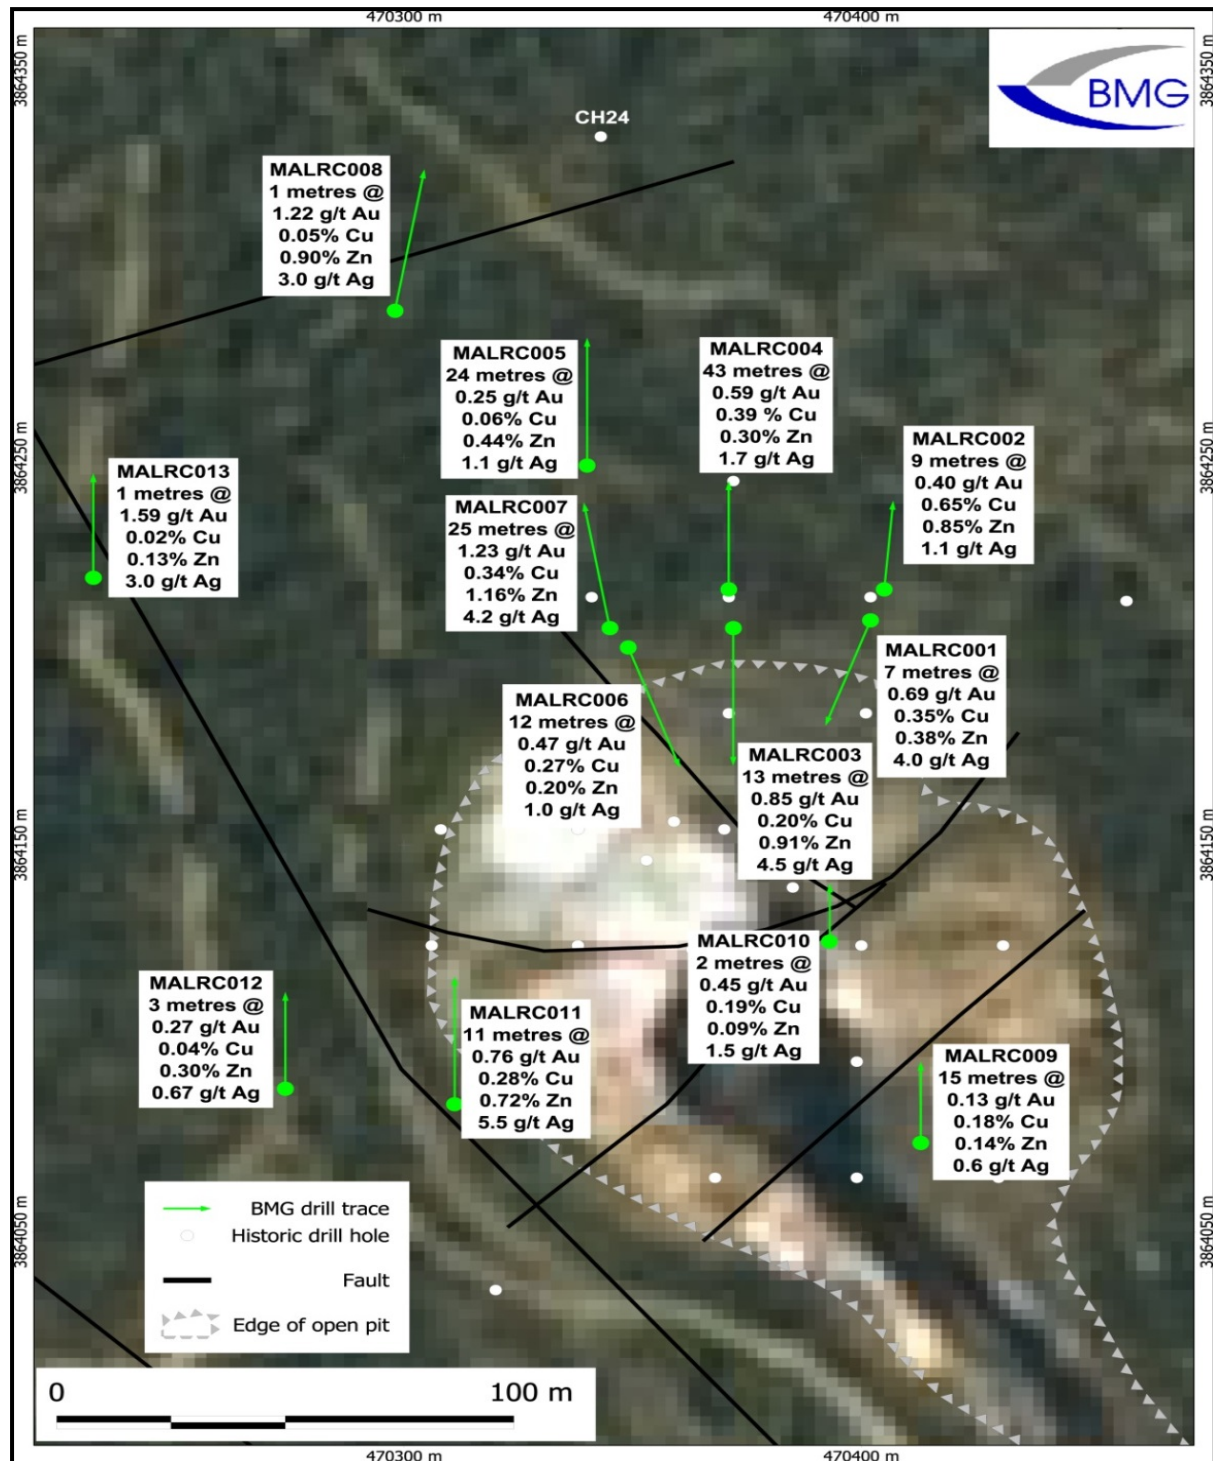 470300 m
470400 m
3864350 m
3864350 m
BMG
CH24
MALRC008
1 metres @
1.22 g/t Au
0.05% Cu
0.90% Zn
3.0 g/t Ag
MALRC005
24 metres @
0.25 g/t Au
0.06% Cu
0.44% Zn
1.1 g/t Ag
MALRC004
43 metres @
0.59 g/t Au
0.39 % Cu
0.30% Zn
1.7 g/t Ag
MALRC002
9 metres @
0.40 g/t Au
0.65% Cu
0.85% Zn
1.1 g/t Ag
3864250 m
3864250 m
MALRC013
1 metres @
1.59 g/t Au
0.02% Cu
0.13% Zn
3.0 g/t Ag
MALRC007
25 metres @
1.23 g/t Au
0.34% Cu
1.16% Zn
4.2 g/t Ag
MALRC001
7 metres @
0.69 g/t Au
0.35% Cu
0.38% Zn
4.0 g/t Ag
MALRC006
12 metres @
0.47 g/t Au
0.27% Cu
0.20% Zn
1.0 g/t Ag
MALRC003
13 metres @
0.85 g/t Au
0.20% Cu
0.91% Zn
4.5 g/t Ag
3864150 m
3864150 m
MALRC010
2 metres @
0.45 g/t Au
0.19% Cu
0.09% Zn
1.5 g/t Ag
MALRC012
3 metres @
0.27 g/t Au
0.04% Cu
0.30% Zn
0.67 g/t Ag
MALRC011
11 metres @
0.76 g/t Au
0.28% Cu
0.72% Zn
5.5 g/t Ag
MALRC009
15 metres @
0.13 g/t Au
0.18% Cu
0.14% Zn
0.6 g/t Ag
3864050 m
3864050 m
BMG drill trace
Historic drill hole
Fault
Edge of open pit
0
100 m
470300 m
470400 m